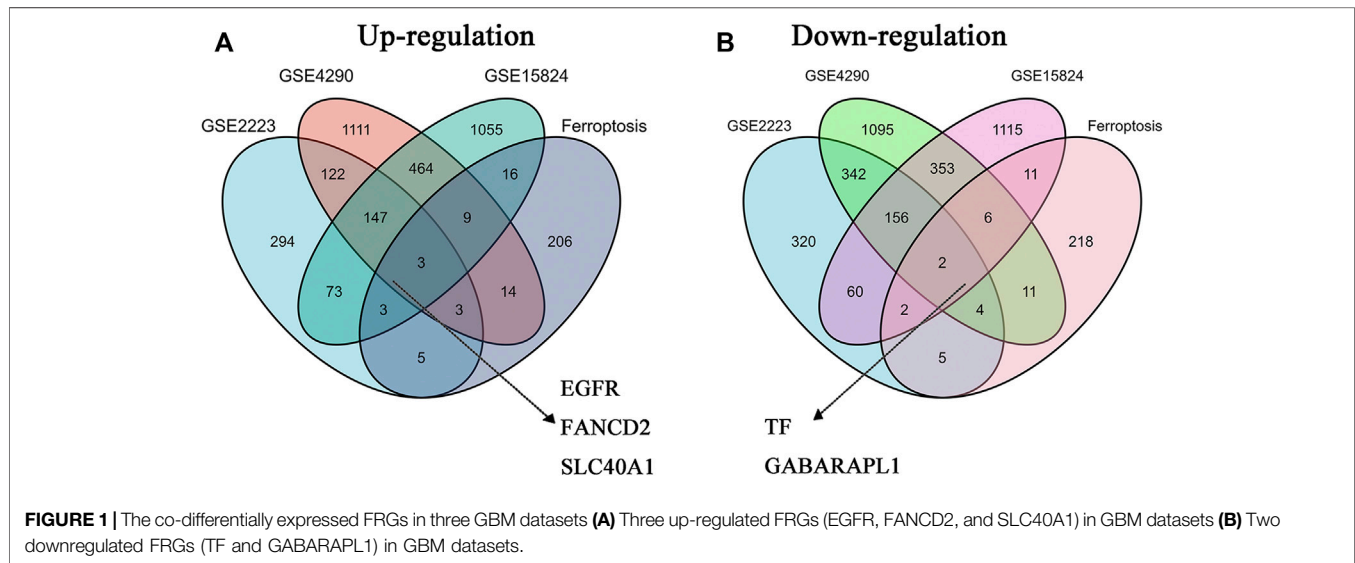 A
Up-regulation
GSE4290
GSE15824
GSE2223
Ferroptosis
1111
1055
122
464
16
147
9
294
206
3
73
14
3
3
5
EGFR
FANCD2
SLC40A1
B
Down-regulation
GSE4290
GSE15824
GSE2223
Ferroptosis
1095
1115
342
353
11
156
6
320
218
2
60
11
2
4
5
TF
GABARAPL1
FIGURE 1 | The co-differentially expressed FRGs in three GBM datasets (A) Three up-regulated FRGs (EGFR, FANCD2, and SLC40A1) in GBM datasets (B) Two
downregulated FRGs (TF and GABARAPL1) in GBM datasets.